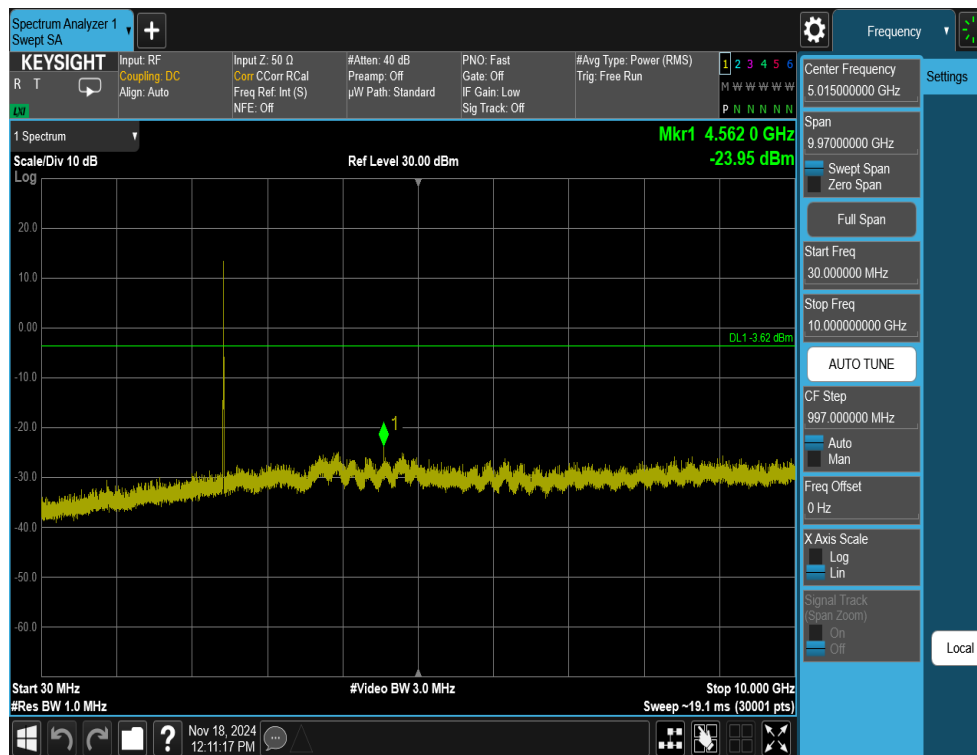 Spectrum Analyzer 1
Swept SA
+
Frequency
KEYSIGHT
R T
LNI
Input: RF
Coupling: DC
Align: Auto
Input Z: 50 Ω
Corr CCorr RCal
Freq Ref: Int (S)
NFE: Off
#Atten: 40 dB
Preamp: Off
µW Path: Standard
PNO: Fast
Gate: Off
IF Gain: Low
Sig Track: Off
#Avg Type: Power (RMS)
Trig: Free Run
1 2 3 4 5 6
M W W W W W
P N N N N N
1 Spectrum
Scale/Div 10 dB
Log
Ref Level 30.00 dBm
Mkr1 4.562 0 GHz
-23.95 dBm
20.0
10.0
0.00
DL1 -3.62 dBm
-10.0
-20.0
1
-30.0
-40.0
-50.0
-60.0
Start 30 MHz
#Res BW 1.0 MHz
#Video BW 3.0 MHz
Stop 10.000 GHz
Sweep ~19.1 ms (30001 pts)
Center Frequency
5.015000000 GHz
Span
9.97000000 GHz
Swept Span
Zero Span
Full Span
Start Freq
30.000000 MHz
Stop Freq
10.000000000 GHz
AUTO TUNE
CF Step
997.000000 MHz
Auto
Man
Freq Offset
0 Hz
X Axis Scale
Log
Lin
Signal Track
(Span Zoom)
On
Off
Settings
Local
?
Nov 18, 2024
12:11:17 PM